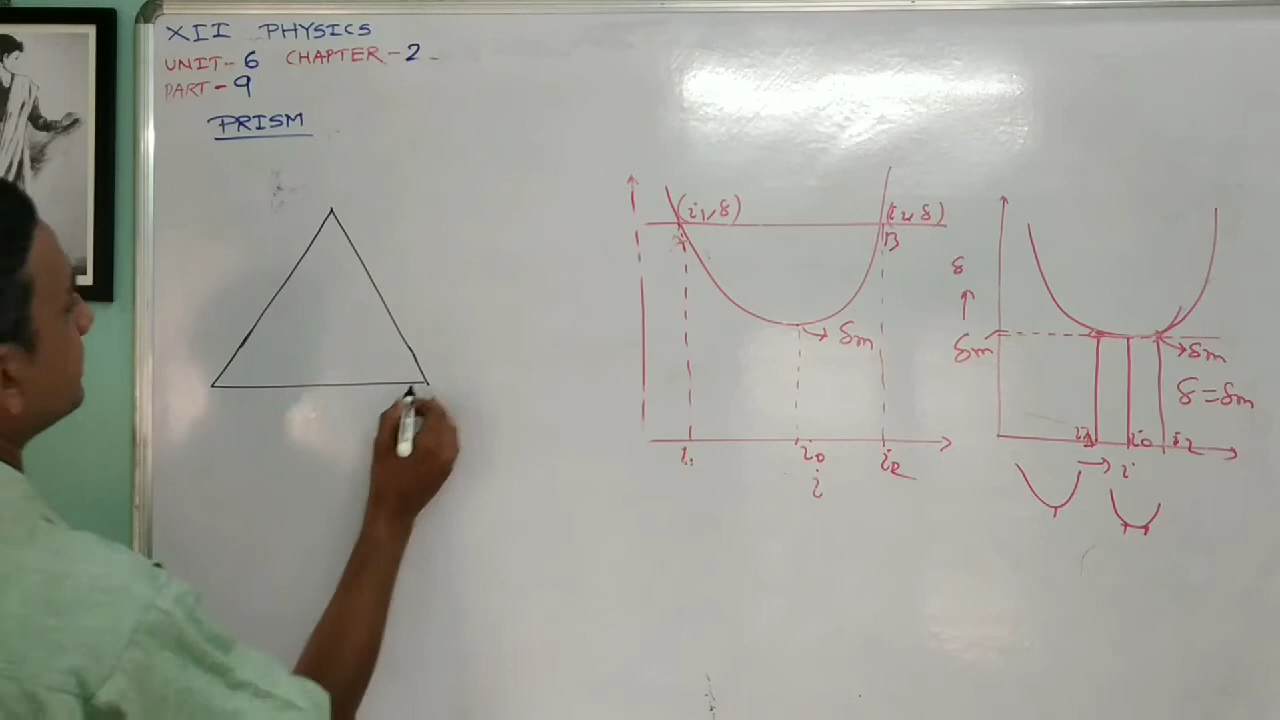 XII PHYSICS
UNIT-6 CHAPTER-2
PART-9
PRISM
(i₁, δ)
(i₂, δ)
A
B
δm
i₁
i₀
i₂
i
δ
δm
δm
δ=δm
i₁
i₀
i₂
i